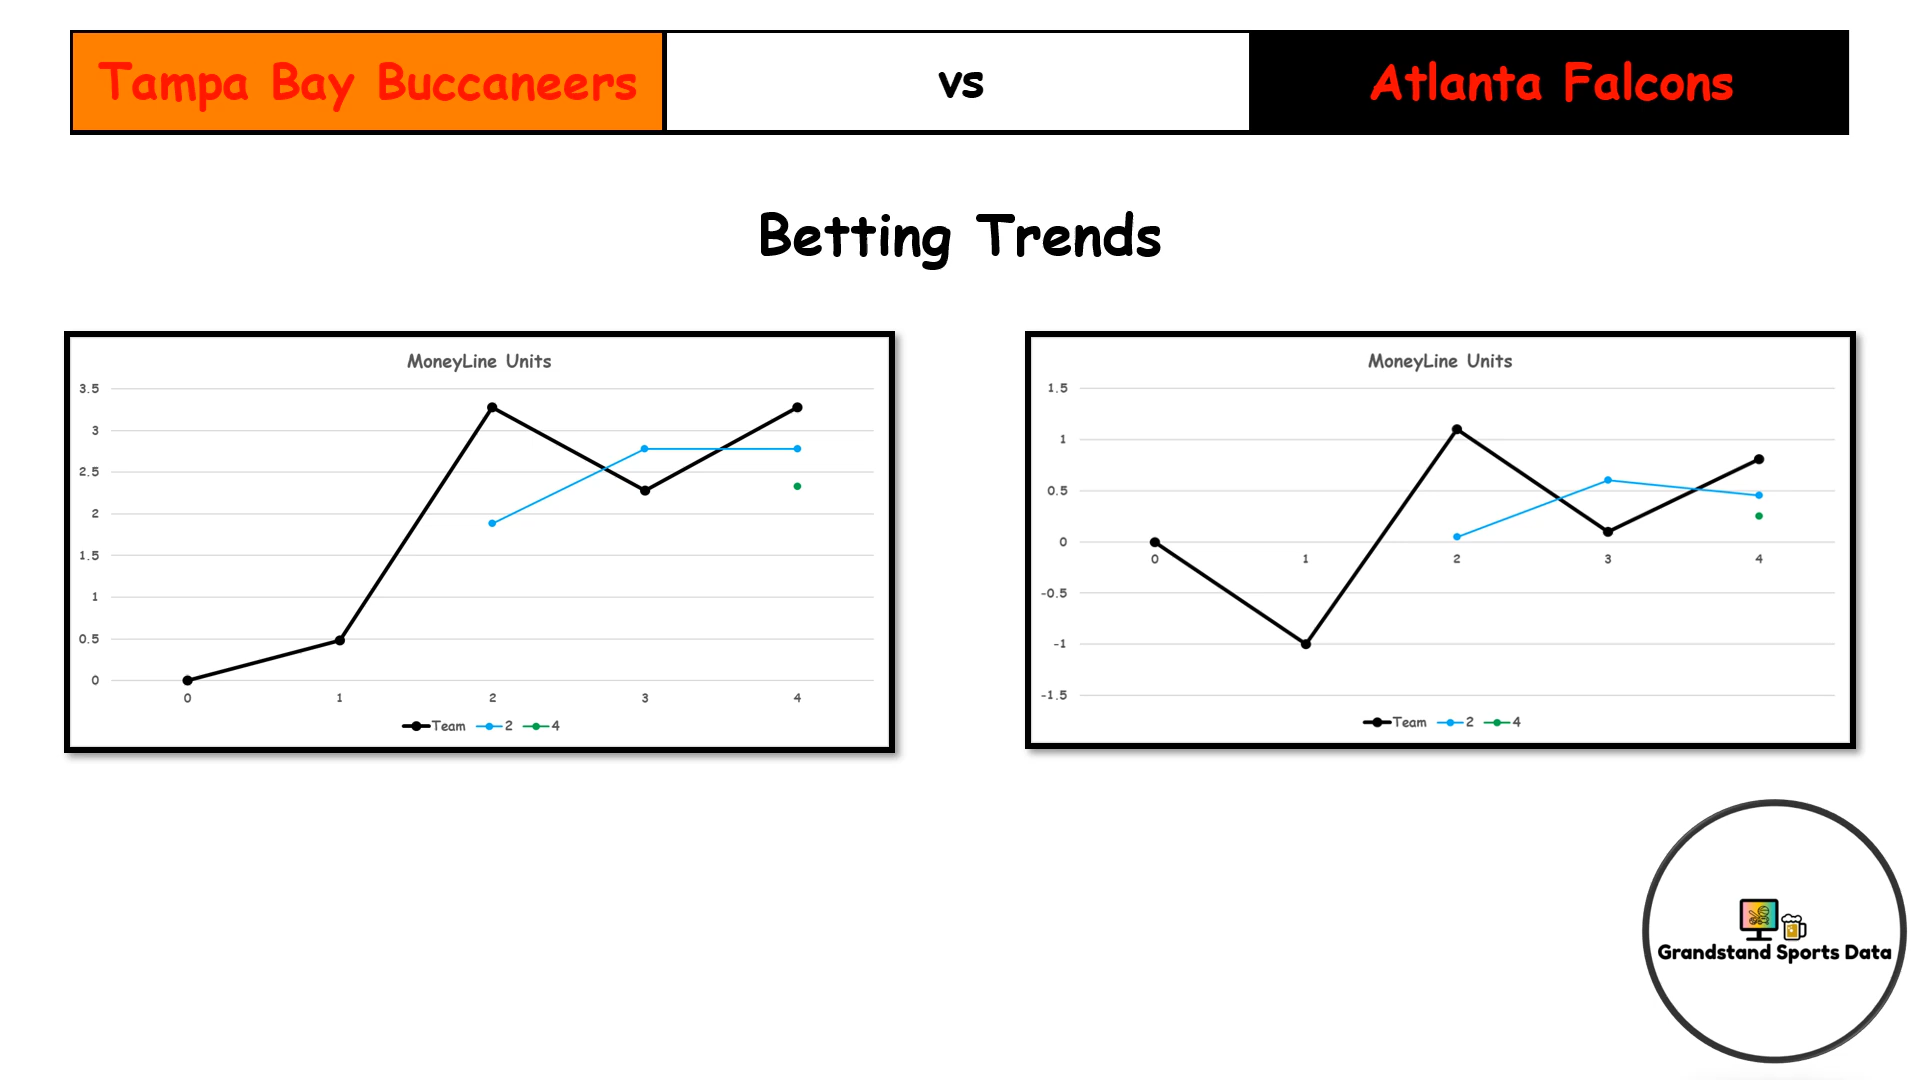 Tampa Bay Buccaneers
vs
Atlanta Falcons
Betting Trends
MoneyLine Units
3.5
3
2.5
2
1.5
1
0.5
0
0 1 2 3 4
Team 2 4
MoneyLine Units
1.5
1
0.5
0
0 1 2 3 4
-0.5
-1
-1.5
Team 2 4
Grandstand Sports Data